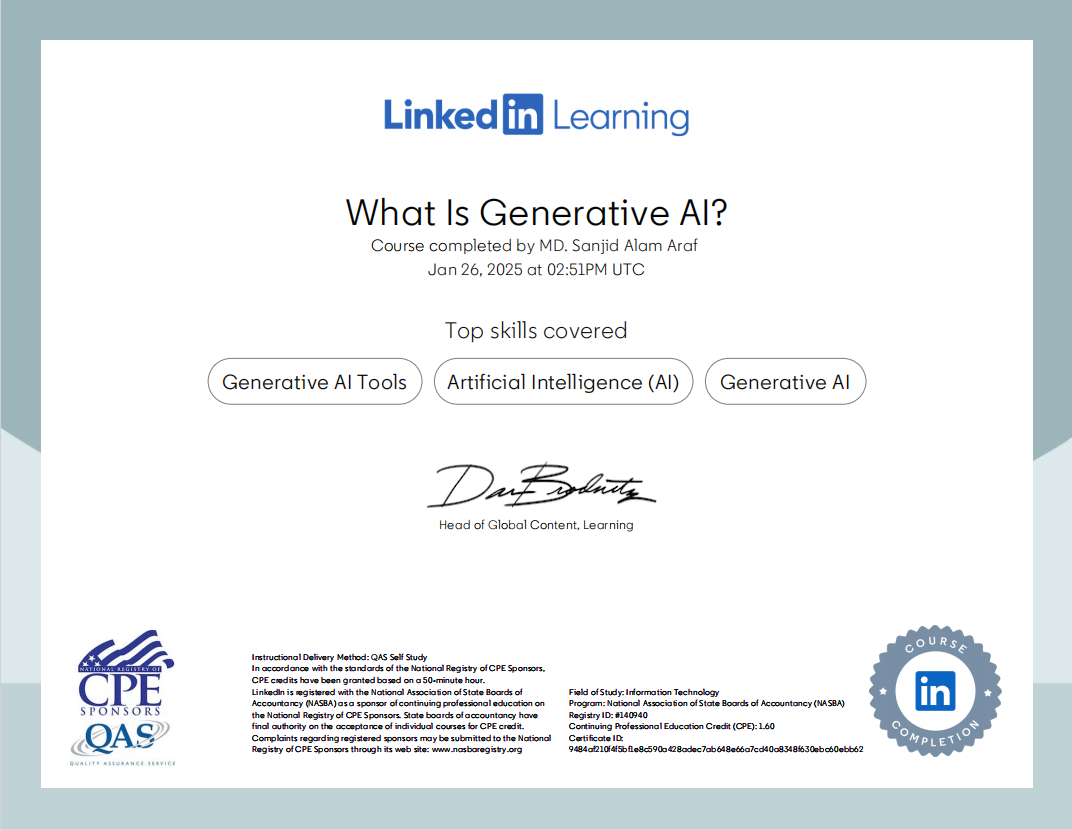 LinkedIn Learning
What Is Generative AI?
Course completed by MD. Sanjid Alam Araf
Jan 26, 2025 at 02:51PM UTC
Top skills covered
Generative AI Tools
Artificial Intelligence (AI)
Generative AI
Dan Brodnitz
Head of Global Content, Learning
NATIONAL REGISTRY OF
CPE
SPONSORS
QAS
QUALITY ASSURANCE SERVICE
Instructional Delivery Method: QAS Self Study
In accordance with the standards of the National Registry of CPE Sponsors,
CPE credits have been granted based on a 50-minute hour.
LinkedIn is registered with the National Association of State Boards of
Accountancy (NASBA) as a sponsor of continuing professional education on
the National Registry of CPE Sponsors. State boards of accountancy have
final authority on the acceptance of individual courses for CPE credit.
Complaints regarding registered sponsors may be submitted to the National
Registry of CPE Sponsors through its web site: www.nasbaregistry.org
Field of Study: Information Technology
Program: National Association of State Boards of Accountancy (NASBA)
Registry ID: #140940
Continuing Professional Education Credit (CPE): 1.60
Certificate ID:
9484af210f4f5bf1e8c590a428adec7ab648e66a7cd40a8348f630ebc60ebb62
COURSE
in
COMPLETION